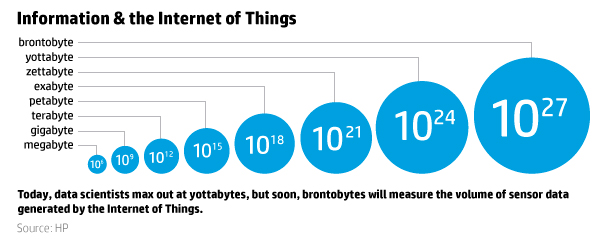 Information & the Internet of Things
brontobyte
yottabyte
zettabyte
exabyte
petabyte
terabyte
gigabyte
megabyte
10⁶ 10⁹ 10¹² 10¹⁵ 10¹⁸ 10²¹ 10²⁴ 10²⁷
Today, data scientists max out at yottabytes, but soon, brontobytes will measure the volume of sensor data
generated by the Internet of Things.
Source: HP